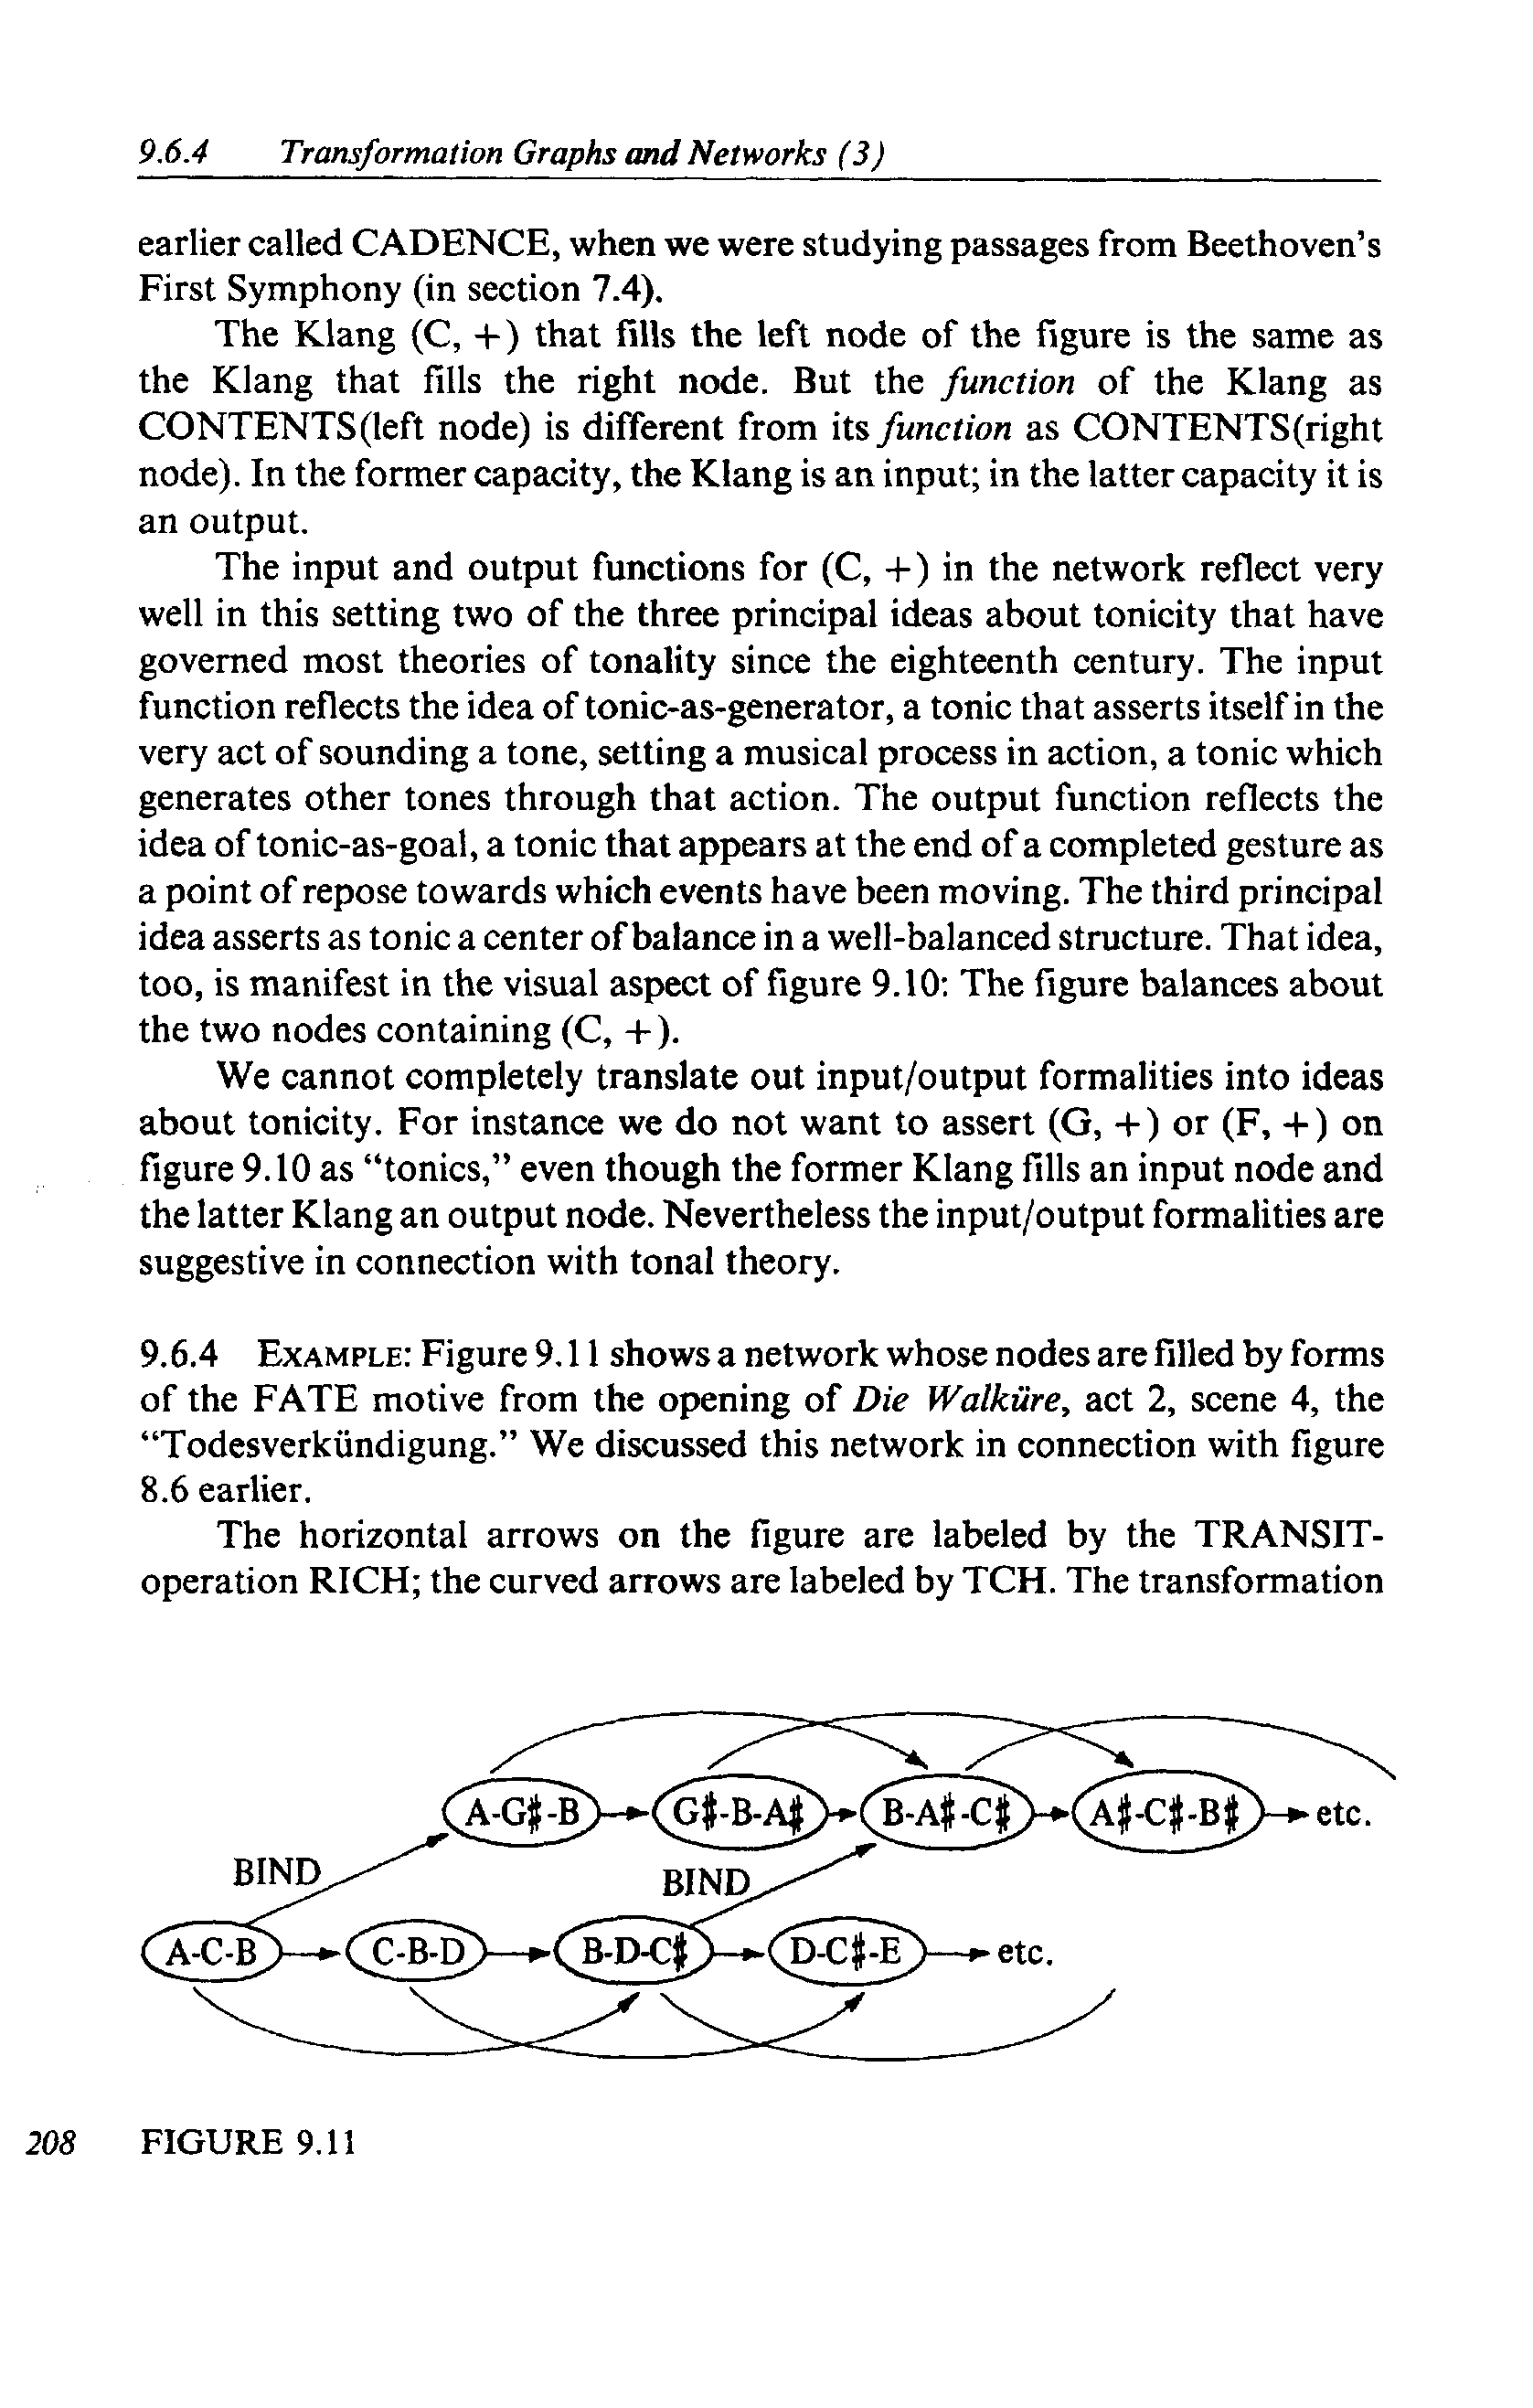 9.6.4 Transformation Graphs and Networks (3)
earlier called CADENCE, when we were studying passages from Beethoven's
First Symphony (in section 7.4).
The Klang (C, +) that fills the left node of the figure is the same as
the Klang that fills the right node. But the function of the Klang as
CONTENTS(left node) is different from its function as CONTENTS(right
node). In the former capacity, the Klang is an input; in the latter capacity it is
an output.
The input and output functions for (C, +) in the network reflect very
well in this setting two of the three principal ideas about tonicity that have
governed most theories of tonality since the eighteenth century. The input
function reflects the idea of tonic-as-generator, a tonic that asserts itself in the
very act of sounding a tone, setting a musical process in action, a tonic which
generates other tones through that action. The output function reflects the
idea of tonic-as-goal, a tonic that appears at the end of a completed gesture as
a point of repose towards which events have been moving. The third principal
idea asserts as tonic a center of balance in a well-balanced structure. That idea,
too, is manifest in the visual aspect of figure 9.10: The figure balances about
the two nodes containing (C, +).
We cannot completely translate out input/output formalities into ideas
about tonicity. For instance we do not want to assert (G, +) or (F, +) on
figure 9.10 as “tonics,” even though the former Klang fills an input node and
the latter Klang an output node. Nevertheless the input/output formalities are
suggestive in connection with tonal theory.
9.6.4 EXAMPLE: Figure 9.11 shows a network whose nodes are filled by forms
of the FATE motive from the opening of Die Walküre, act 2, scene 4, the
“Todesverkündigung.” We discussed this network in connection with figure
8.6 earlier.
The horizontal arrows on the figure are labeled by the TRANSIT-
operation RICH; the curved arrows are labeled by TCH. The transformation
A-G♯-B G♯-B-A♯ B-A♯-C♯ A♯-C♯-B♯ etc.
BIND BIND
A-C-B C-B-D B-D-C♯ D-C♯-E etc.
208 FIGURE 9.11